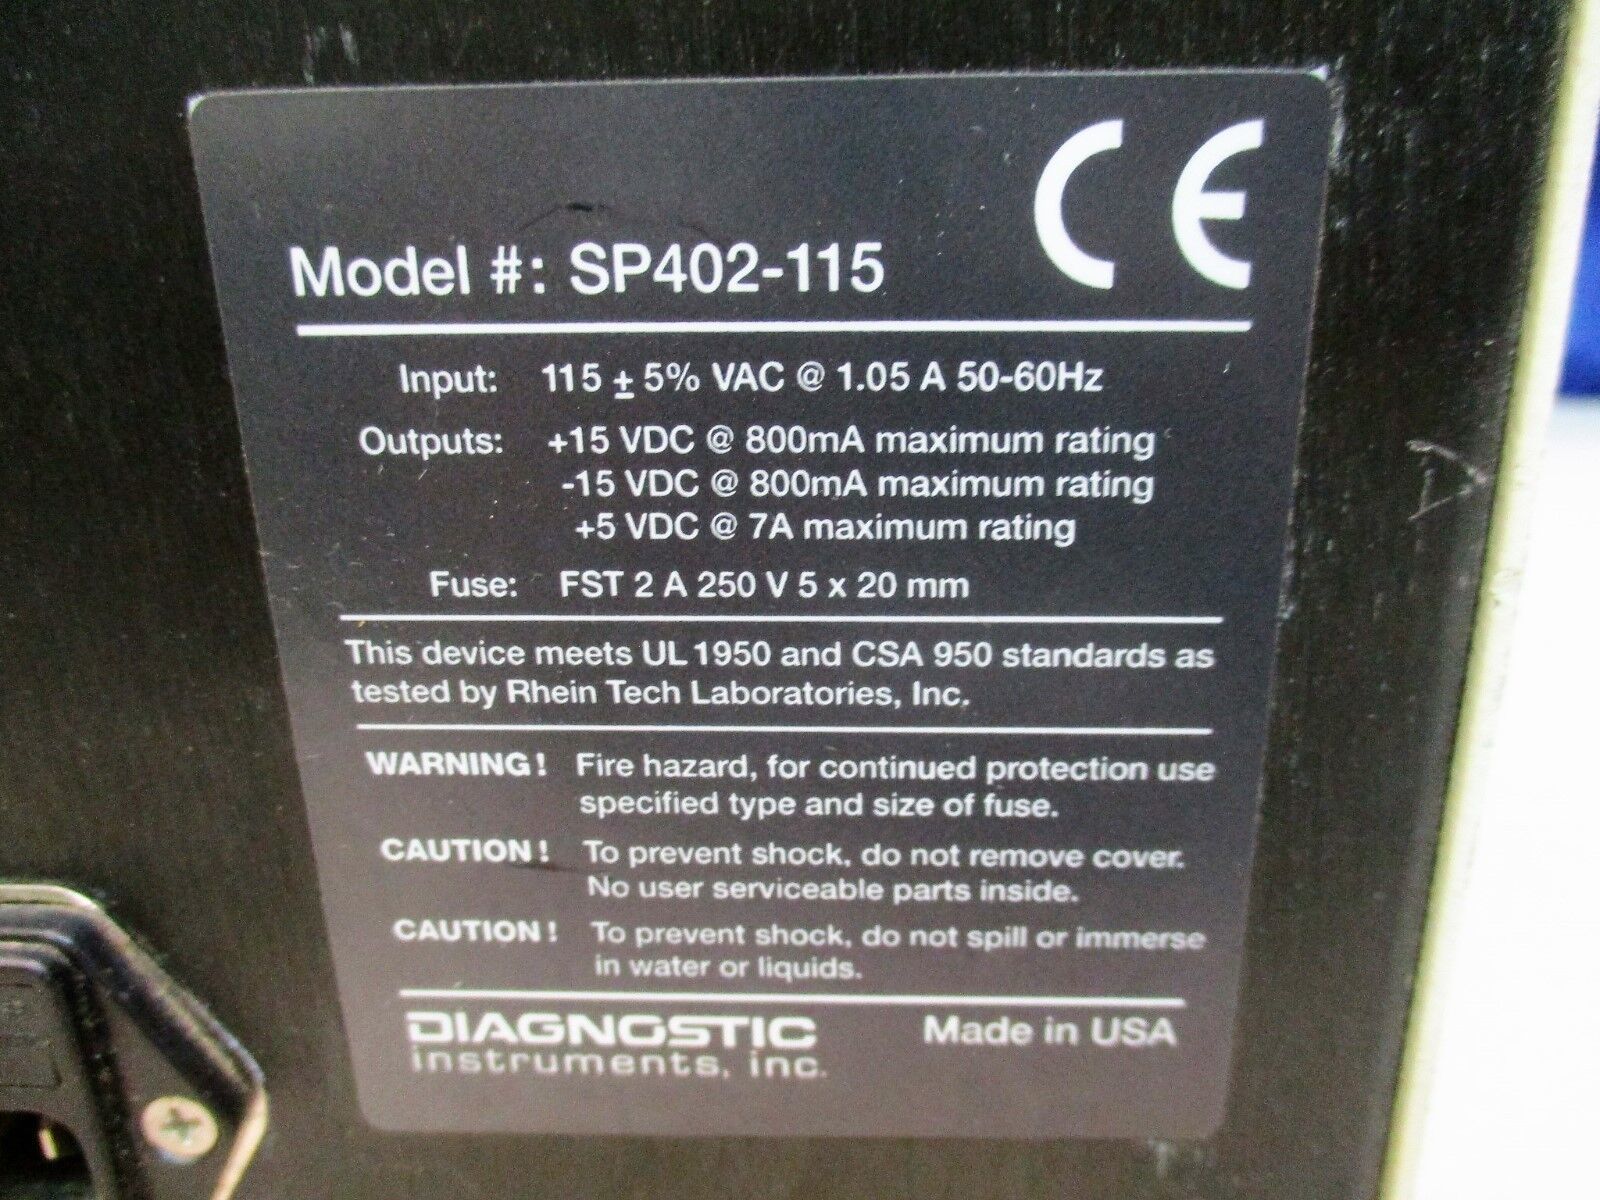 CE
Model #: SP402-115
Input: 115 ± 5% VAC @ 1.05 A 50-60Hz
Outputs: +15 VDC @ 800mA maximum rating
-15 VDC @ 800mA maximum rating
+5 VDC @ 7A maximum rating
Fuse: FST 2 A 250 V 5 x 20 mm
This device meets UL 1950 and CSA 950 standards as
tested by Rhein Tech Laboratories, Inc.
WARNING! Fire hazard, for continued protection use
specified type and size of fuse.
CAUTION! To prevent shock, do not remove cover.
No user serviceable parts inside.
CAUTION! To prevent shock, do not spill or immerse
in water or liquids.
DIAGNOSTIC
instruments, inc.
Made in USA